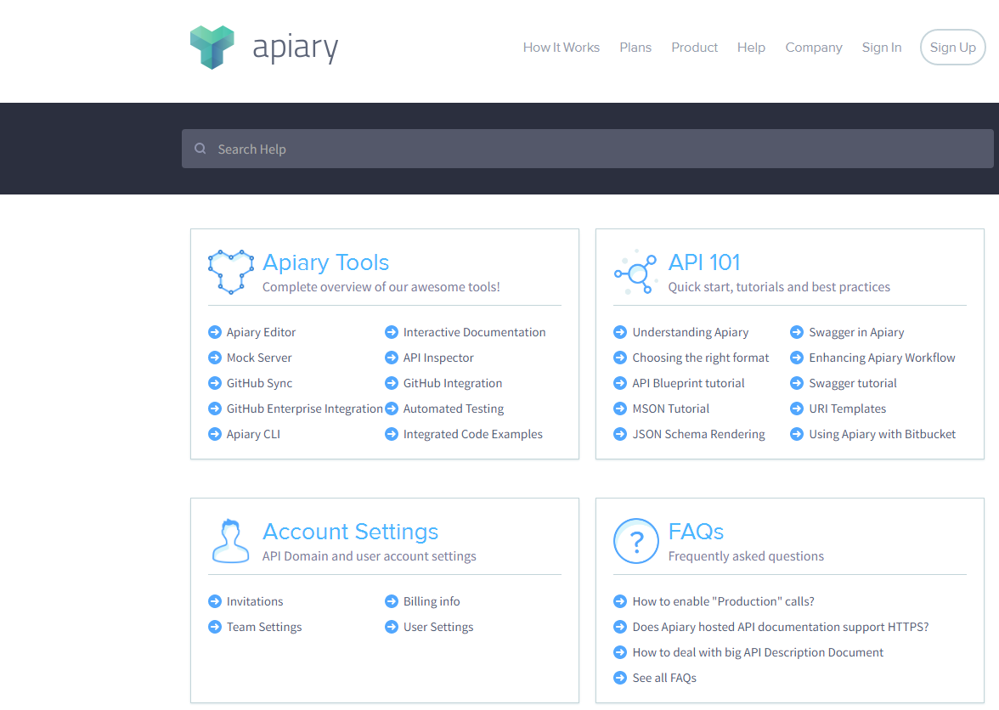 apiary
How It Works Plans Product Help Company Sign In Sign Up
Search Help
Apiary Tools
Complete overview of our awesome tools!
Apiary Editor
Interactive Documentation
Mock Server
API Inspector
GitHub Sync
GitHub Integration
GitHub Enterprise Integration
Automated Testing
Apiary CLI
Integrated Code Examples
API 101
Quick start, tutorials and best practices
Understanding Apiary
Swagger in Apiary
Choosing the right format
Enhancing Apiary Workflow
API Blueprint tutorial
Swagger tutorial
MSON Tutorial
URI Templates
JSON Schema Rendering
Using Apiary with Bitbucket
Account Settings
API Domain and user account settings
Invitations
Billing info
Team Settings
User Settings
FAQs
Frequently asked questions
How to enable "Production" calls?
Does Apiary hosted API documentation support HTTPS?
How to deal with big API Description Document
See all FAQs